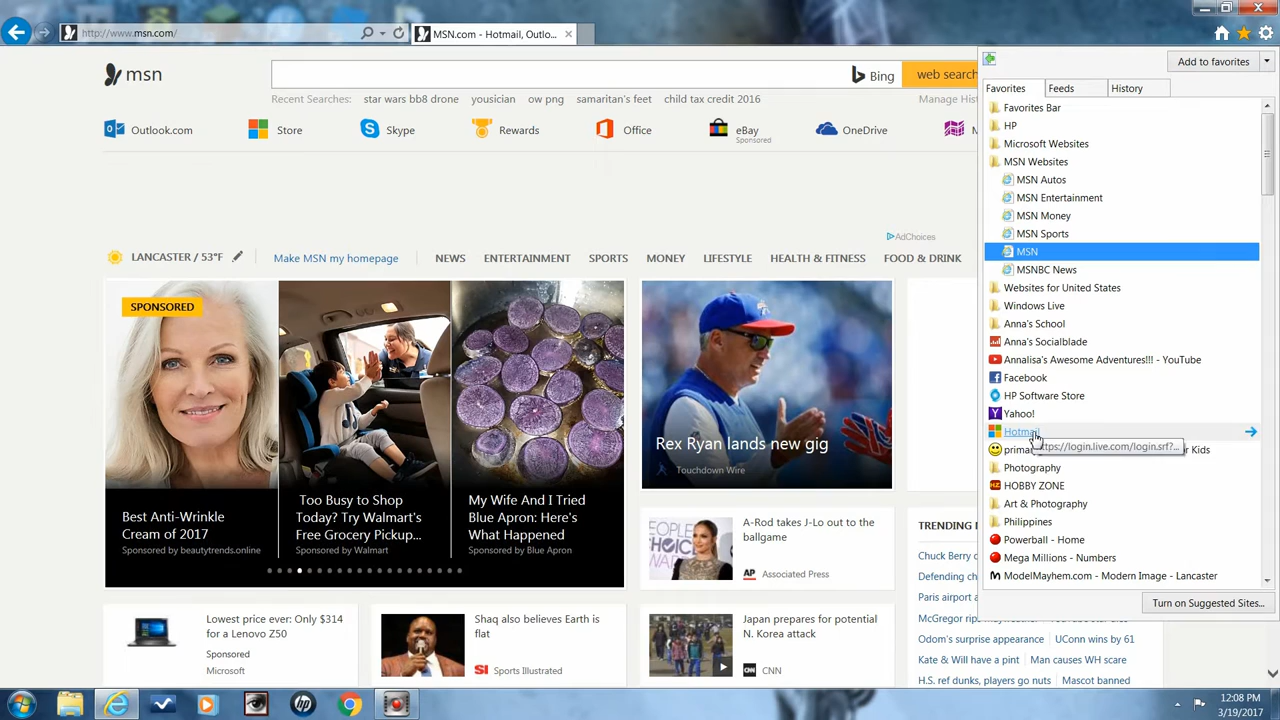 http://www.msn.com/
MSN.com - Hotmail, Outlo...
Add to favorites
Favorites
Feeds
History
msn
Bing
web search
Recent Searches:
star wars bb8 drone
yousician
ow png
samaritan's feet
child tax credit 2016
Manage His
Outlook.com
Store
Skype
Rewards
Office
eBay
Sponsored
OneDrive
AdChoices
LANCASTER / 53°F
Make MSN my homepage
NEWS
ENTERTAINMENT
SPORTS
MONEY
LIFESTYLE
HEALTH & FITNESS
FOOD & DRINK
SPONSORED
Best Anti-Wrinkle
Cream of 2017
Sponsored by beautytrends.online
Too Busy to Shop
Today? Try Walmart's
Free Grocery Pickup...
Sponsored by Walmart
My Wife And I Tried
Blue Apron: Here's
What Happened
Sponsored by Blue Apron
Rex Ryan lands new gig
Touchdown Wire
PEOPLE
CHOICE
A-Rod takes J-Lo out to the
ballgame
AP
Associated Press
TRENDING
Chuck Berry
Defending ch
Paris airport
McGregor rips mayweather
Odom's surprise appearance
UConn wins by 61
Kate & Will have a pint
Man causes WH scare
H.S. ref dunks, players go nuts
Mascot banned
Lowest price ever: Only $314
for a Lenovo Z50
Sponsored
Microsoft
Shaq also believes Earth is
flat
SI
Sports Illustrated
Japan prepares for potential
N. Korea attack
CNN
Favorites Bar
HP
Microsoft Websites
MSN Websites
MSN Autos
MSN Entertainment
MSN Money
MSN Sports
MSN
MSNBC News
Websites for United States
Windows Live
Anna's School
Anna's Socialblade
Annalisa's Awesome Adventures!!! - YouTube
Facebook
HP Software Store
Yahoo!
Hotmail
https://login.live.com/login.srf?...
r Kids
Photography
HOBBY ZONE
Art & Photography
Philippines
Powerball - Home
Mega Millions - Numbers
ModelMayhem.com - Modern Image - Lancaster
Turn on Suggested Sites...
hp
12:08 PM
3/19/2017